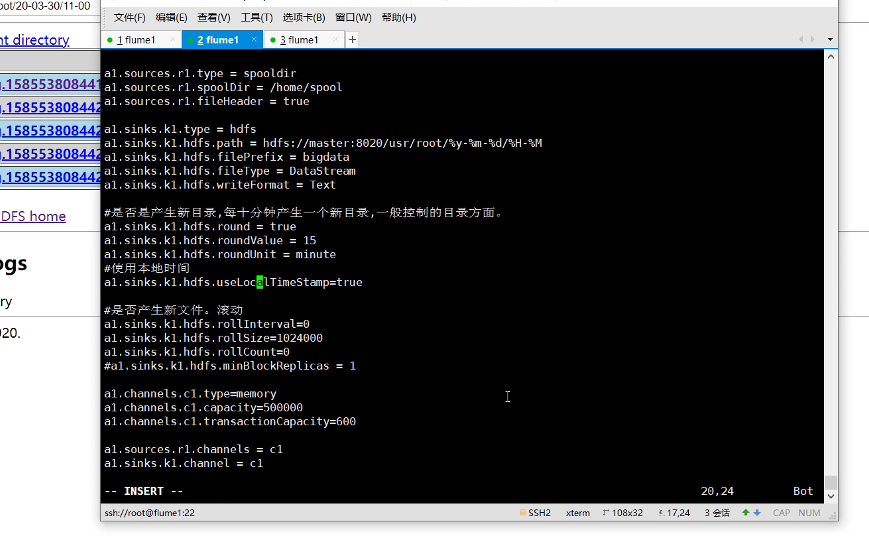 oot/20-03-30/11-00
nt directory
.158553808441
.158553808442
.158553808442
.158553808442
.158553808442
DFS home
ogs
ry
020.
文件(F) 编辑(E) 查看(V) 工具(T) 选项卡(B) 窗口(W) 帮助(H)
1 flume1 × 2 flume1 × 3 flume1 × +
a1.sources.r1.type = spooldir
a1.sources.r1.spoolDir = /home/spool
a1.sources.r1.fileHeader = true
a1.sinks.k1.type = hdfs
a1.sinks.k1.hdfs.path = hdfs://master:8020/usr/root/%y-%m-%d/%H-%M
a1.sinks.k1.hdfs.filePrefix = bigdata
a1.sinks.k1.hdfs.fileType = DataStream
a1.sinks.k1.hdfs.writeFormat = Text
#是否是产生新目录,每十分钟产生一个新目录,一般控制的目录方面。
a1.sinks.k1.hdfs.round = true
a1.sinks.k1.hdfs.roundValue = 15
a1.sinks.k1.hdfs.roundUnit = minute
#使用本地时间
a1.sinks.k1.hdfs.useLocalTimeStamp=true
#是否产生新文件。滚动
a1.sinks.k1.hdfs.rollInterval=0
a1.sinks.k1.hdfs.rollSize=1024000
a1.sinks.k1.hdfs.rollCount=0
#a1.sinks.k1.hdfs.minBlockReplicas = 1
a1.channels.c1.type=memory
a1.channels.c1.capacity=500000
a1.channels.c1.transactionCapacity=600
a1.sources.r1.channels = c1
a1.sinks.k1.channel = c1
-- INSERT -- 20,24 Bot
ssh://root@flume1:22 SSH2 xterm 108x32 17,24 3 会话 CAP NUM